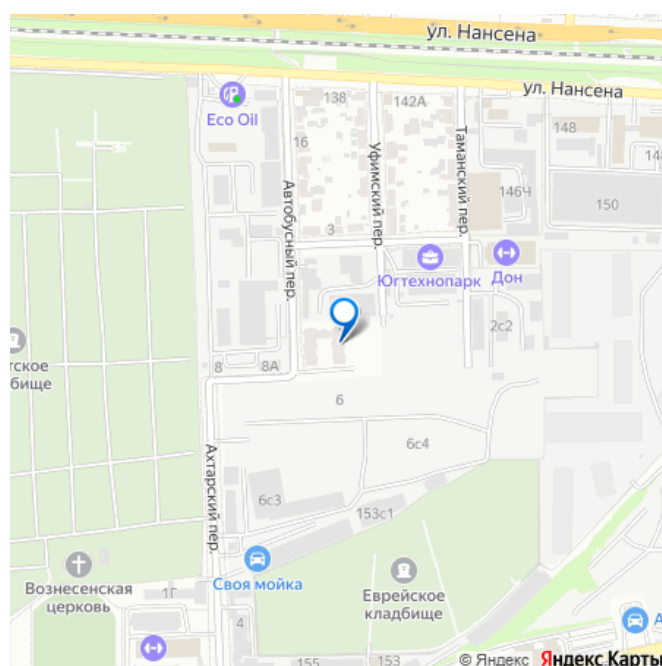 ул. Нансена
ул. Нансена
Eco Oil
138
142А
16
148
146Ч
150
Автобусный пер.
Уфимский пер.
Таманский пер.
3
Югтехнопарк
Дон
2с2
тское
бище
8
8А
6
6с4
Ахтарский пер.
6с3
153с1
Вознесенская
церковь
1Г
Своя мойка
Еврейское
кладбище
4
155
153
© Яндекс Яндекс Карты